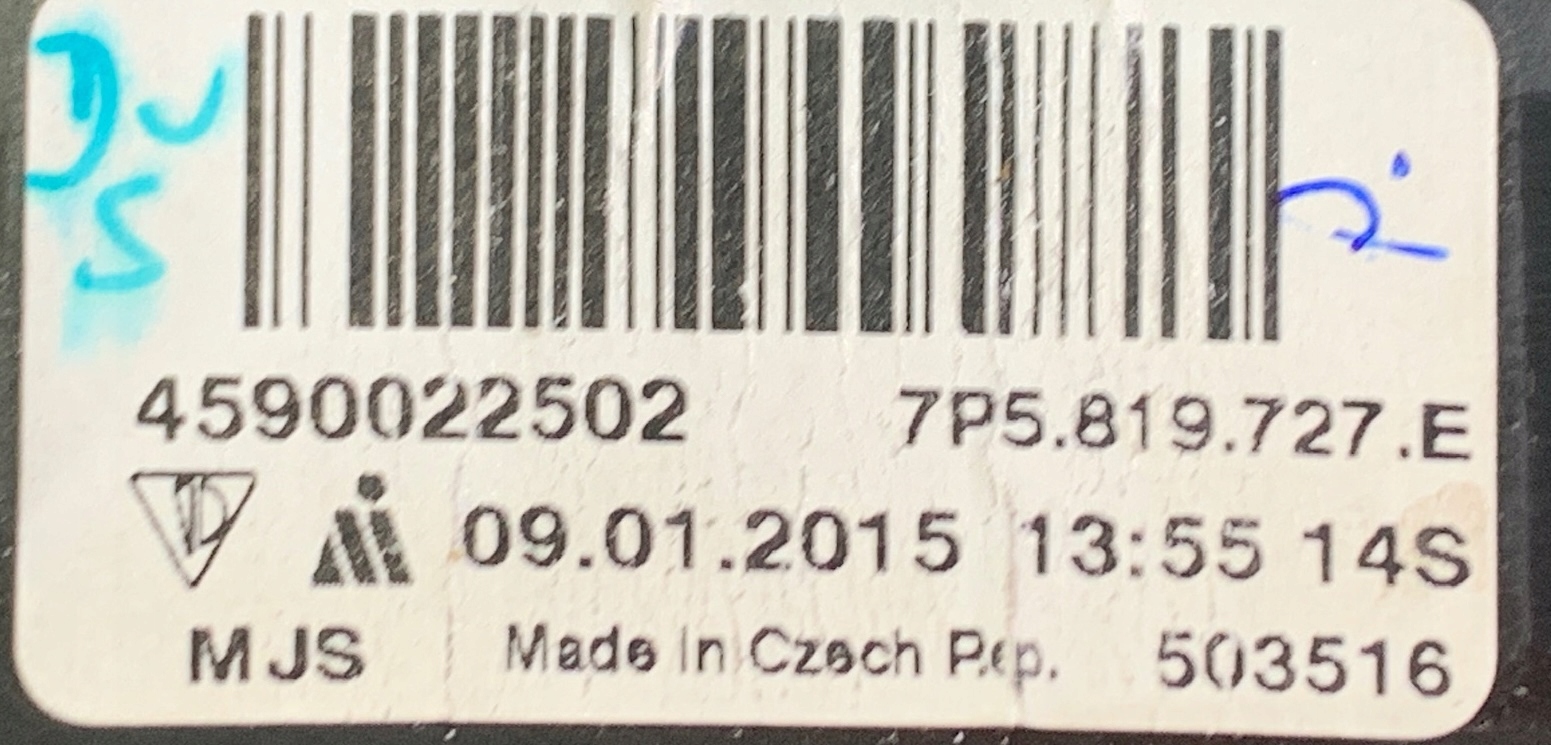 4590022502 7P5.819.727.E
09.01.2015 13:55 14S
MJS Made in Czech Rep. 503516